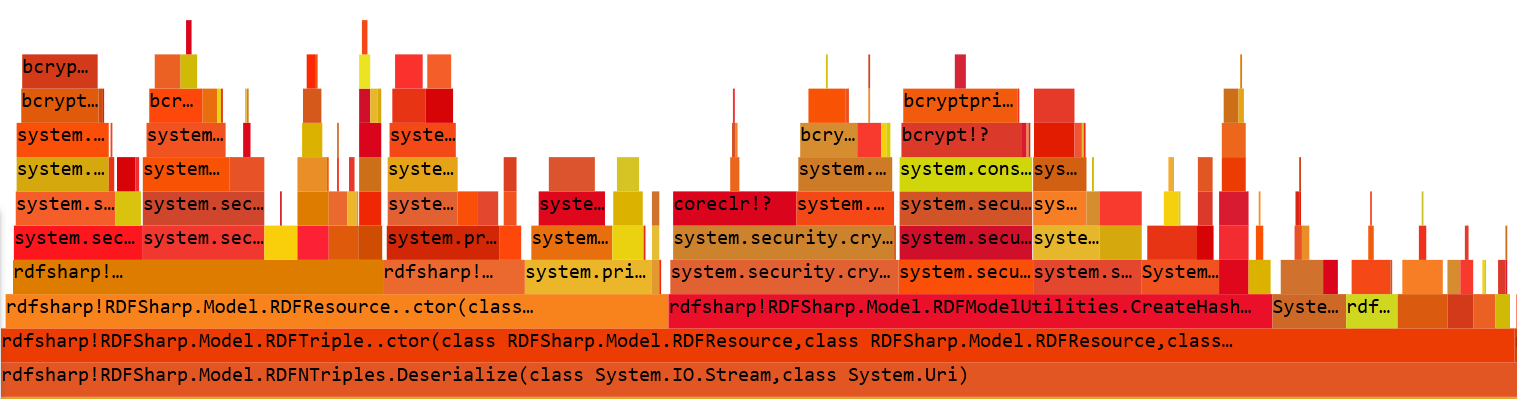 bcryp…
bcrypt… bcr… bcryptpri…
system.… system… syste… bcry… bcrypt!?
system.… system… syste… system.… system.cons… sys…
system.s… system.sec… syste… syste… coreclr!? system.… system.secu… sys…
system.sec… system.sec… system.pr… system… system.security.cry… system.secu… syste…
rdfsharp!… rdfsharp!… system.pri… system.security.cry… system.secu… system.s… System…
rdfsharp!RDFSharp.Model.RDFResource..ctor(class… rdfsharp!RDFSharp.Model.RDFModelUtilities.CreateHash… Syste… rdf…
rdfsharp!RDFSharp.Model.RDFTriple..ctor(class RDFSharp.Model.RDFResource,class RDFSharp.Model.RDFResource,class…
rdfsharp!RDFSharp.Model.RDFNTriples.Deserialize(class System.IO.Stream,class System.Uri)